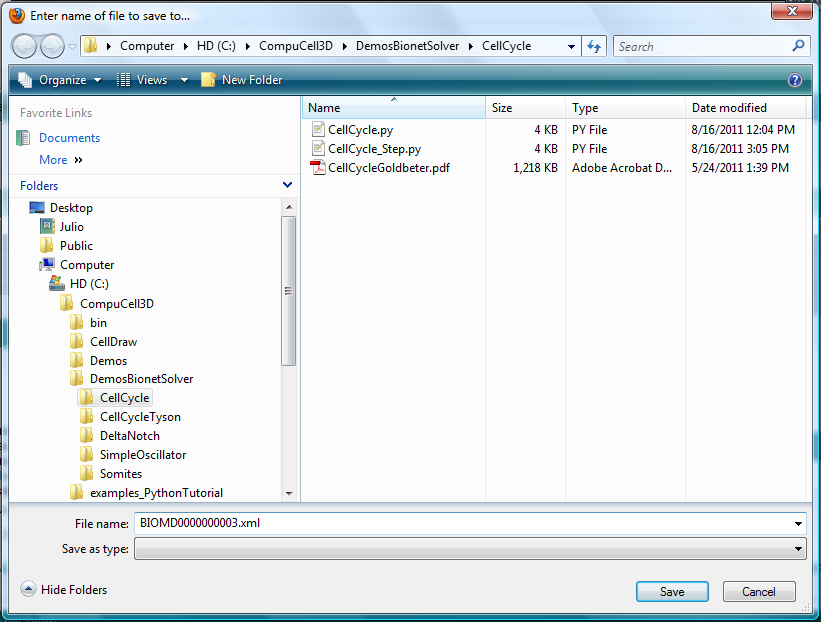 Enter name of file to save to...
Computer HD (C:) CompuCell3D DemosBionetSolver CellCycle Search
Organize Views New Folder
Favorite Links
Documents
More »
Folders
Desktop
Julio
Public
Computer
HD (C:)
CompuCell3D
bin
CellDraw
Demos
DemosBionetSolver
CellCycle
CellCycleTyson
DeltaNotch
SimpleOscillator
Somites
examples_PythonTutorial
Name Size Type Date modified
CellCycle.py 4 KB PY File 8/16/2011 12:04 PM
CellCycle_Step.py 4 KB PY File 8/16/2011 3:05 PM
CellCycleGoldbeter.pdf 1,218 KB Adobe Acrobat D... 5/24/2011 1:39 PM
File name: BIOMD0000000003.xml
Save as type:
Hide Folders Save Cancel